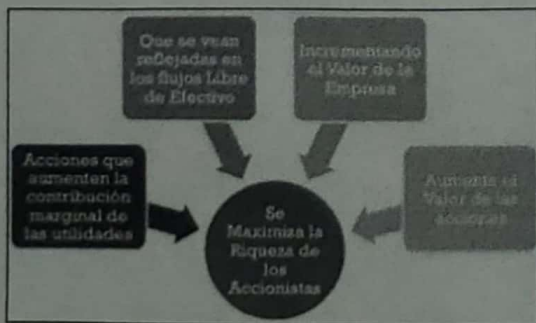 Que se vean
reflejadas en
los flujos Libre
de Efectivo
Incrementando
el Valor de la
Empresa
Acciones que
aumenten la
contribución
marginal de
las utilidades
Aumenta el
Valor de las
acciones
Se
Maximiza la
Riqueza de
los
Accionistas